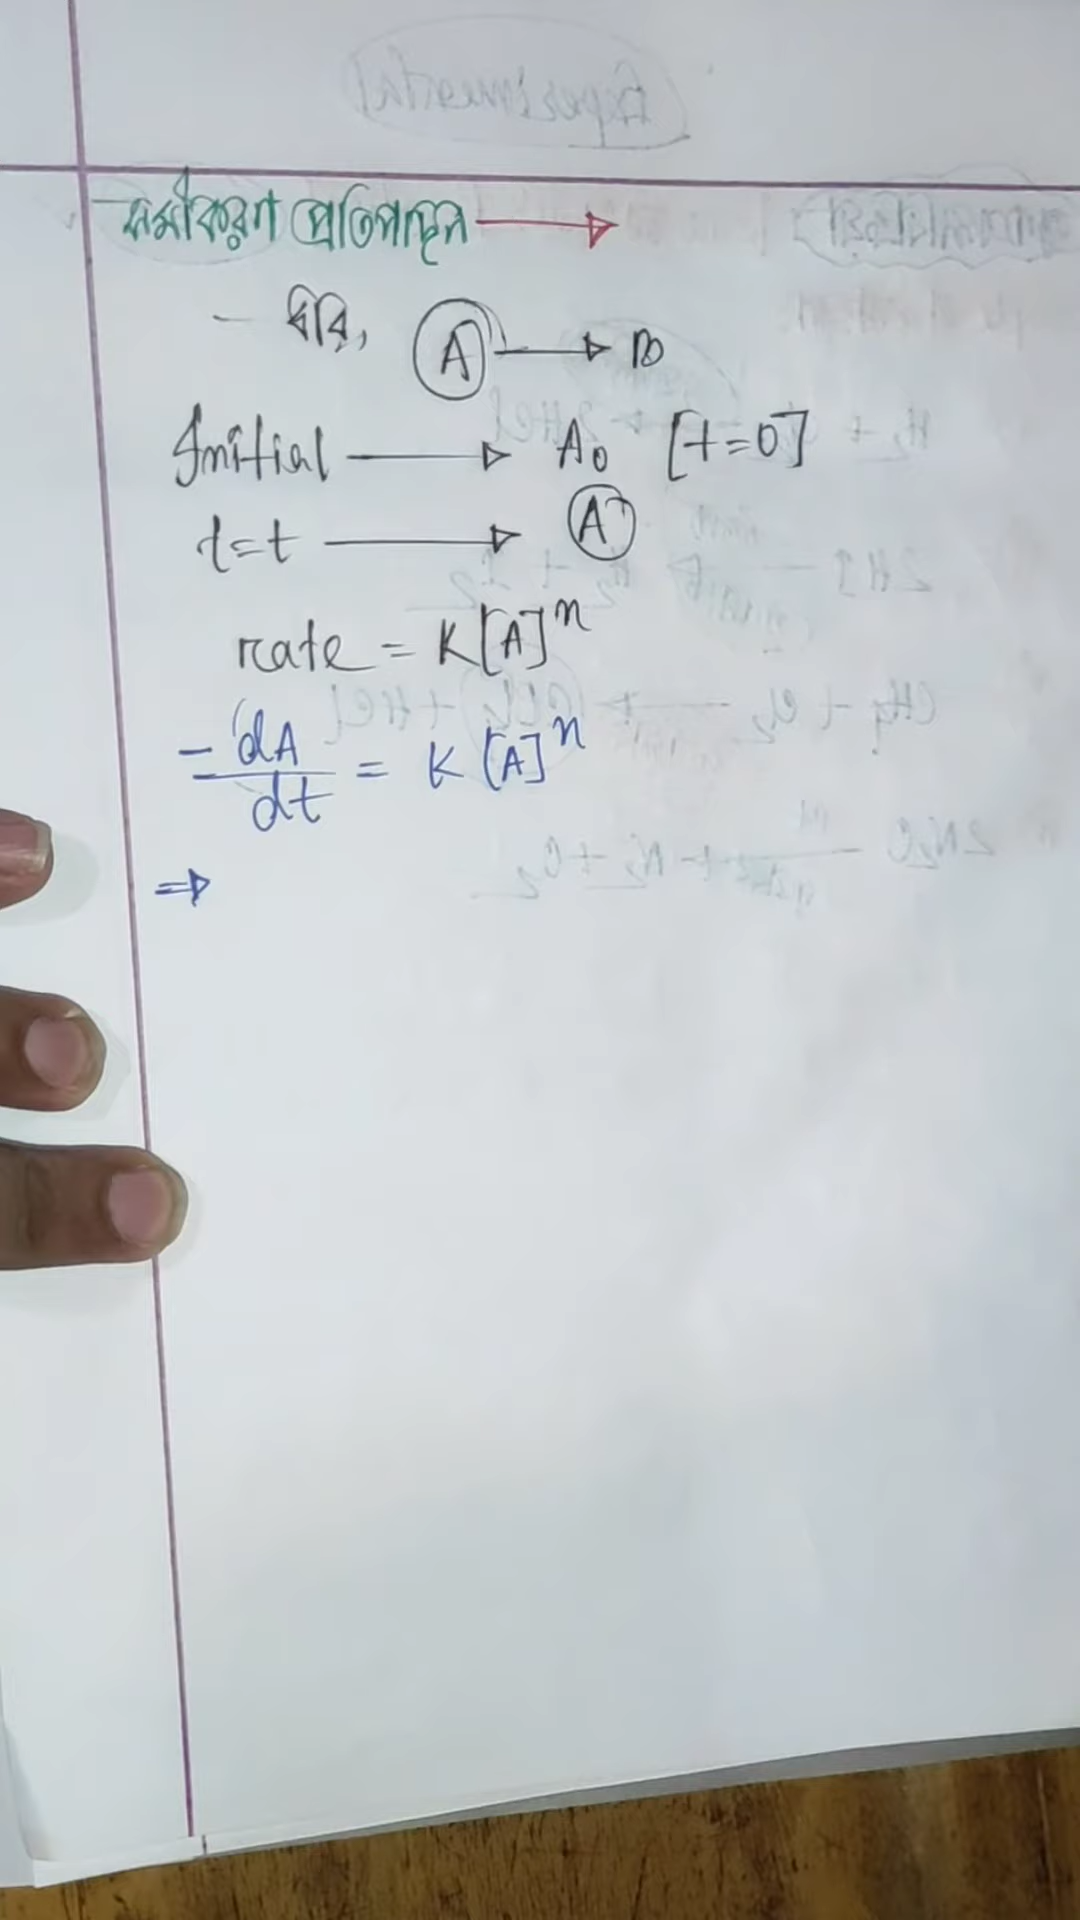 সমীকরণ প্রতিপাদন →
- ধরি, A → B
Initial → A₀ [t=0]
t=t → A
rate = K[A]ⁿ
-dA/dt = K[A]ⁿ
⇒